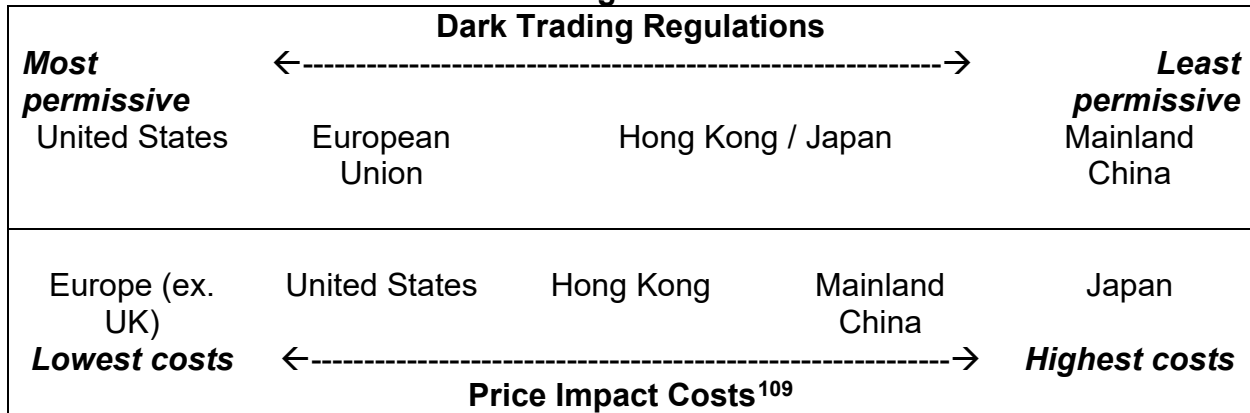 Dark Trading Regulations
Most ←------------------------------------------------------------→ Least
permissive permissive
United States European Hong Kong / Japan Mainland
Union China
Europe (ex. United States Hong Kong Mainland Japan
UK) China
Lowest costs ←------------------------------------------------------------→ Highest costs
Price Impact Costs109